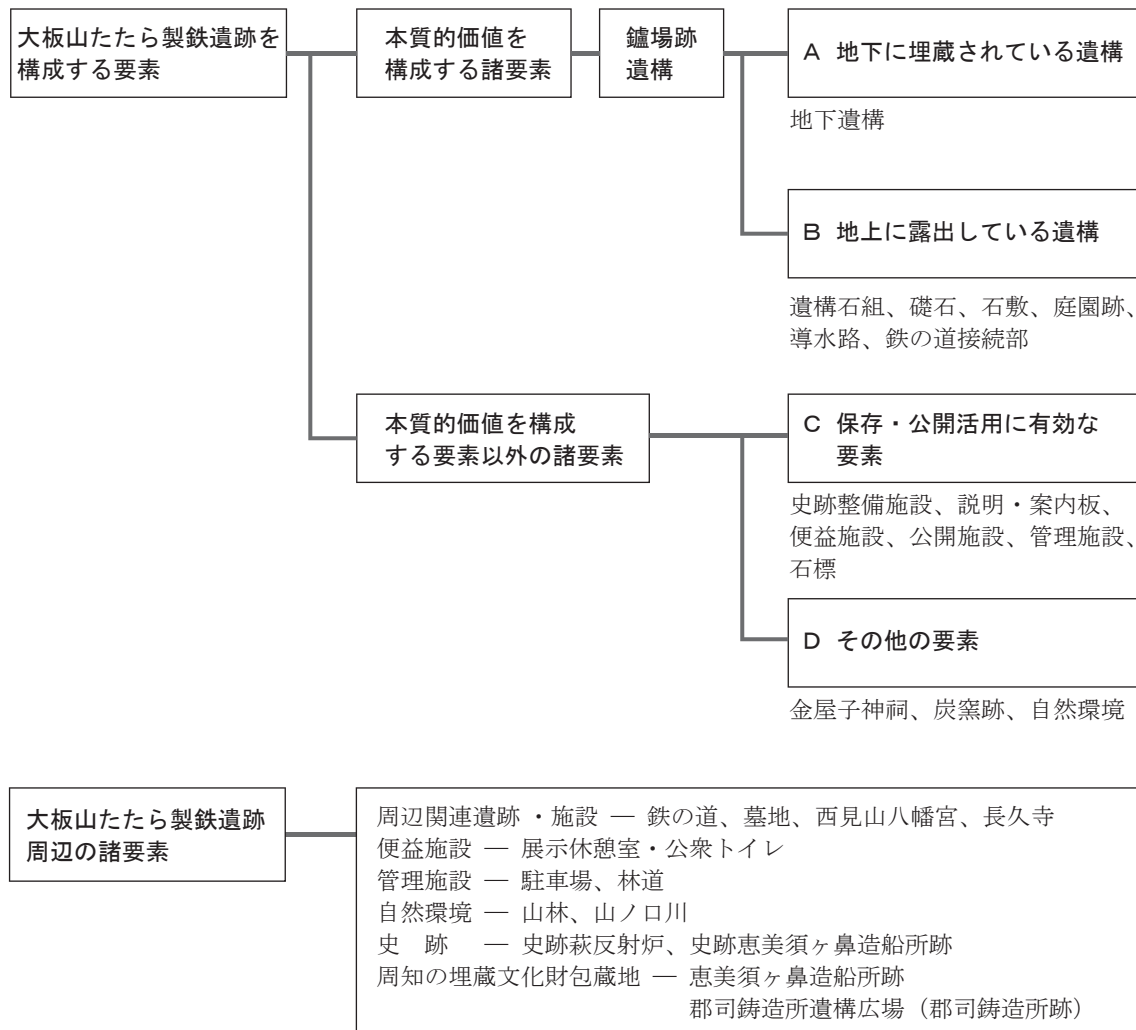 大板山たたら製鉄遺跡を
構成する要素
本質的価値を
構成する諸要素
鑪場跡
遺構
A 地下に埋蔵されている遺構
地下遺構
B 地上に露出している遺構
遺構石組、礎石、石敷、庭園跡、
導水路、鉄の道接続部
本質的価値を構成
する要素以外の諸要素
C 保存・公開活用に有効な
要素
史跡整備施設、説明・案内板、
便益施設、公開施設、管理施設、
石標
D その他の要素
金屋子神祠、炭窯跡、自然環境
大板山たたら製鉄遺跡
周辺の諸要素
周辺関連遺跡・施設 ― 鉄の道、墓地、西見山八幡宮、長久寺
便益施設 ― 展示休憩室・公衆トイレ
管理施設 ― 駐車場、林道
自然環境 ― 山林、山ノ口川
史 跡 ― 史跡萩反射炉、史跡恵美須ヶ鼻造船所跡
周知の埋蔵文化財包蔵地 ― 恵美須ヶ鼻造船所跡
郡司鋳造所遺構広場(郡司鋳造所跡)